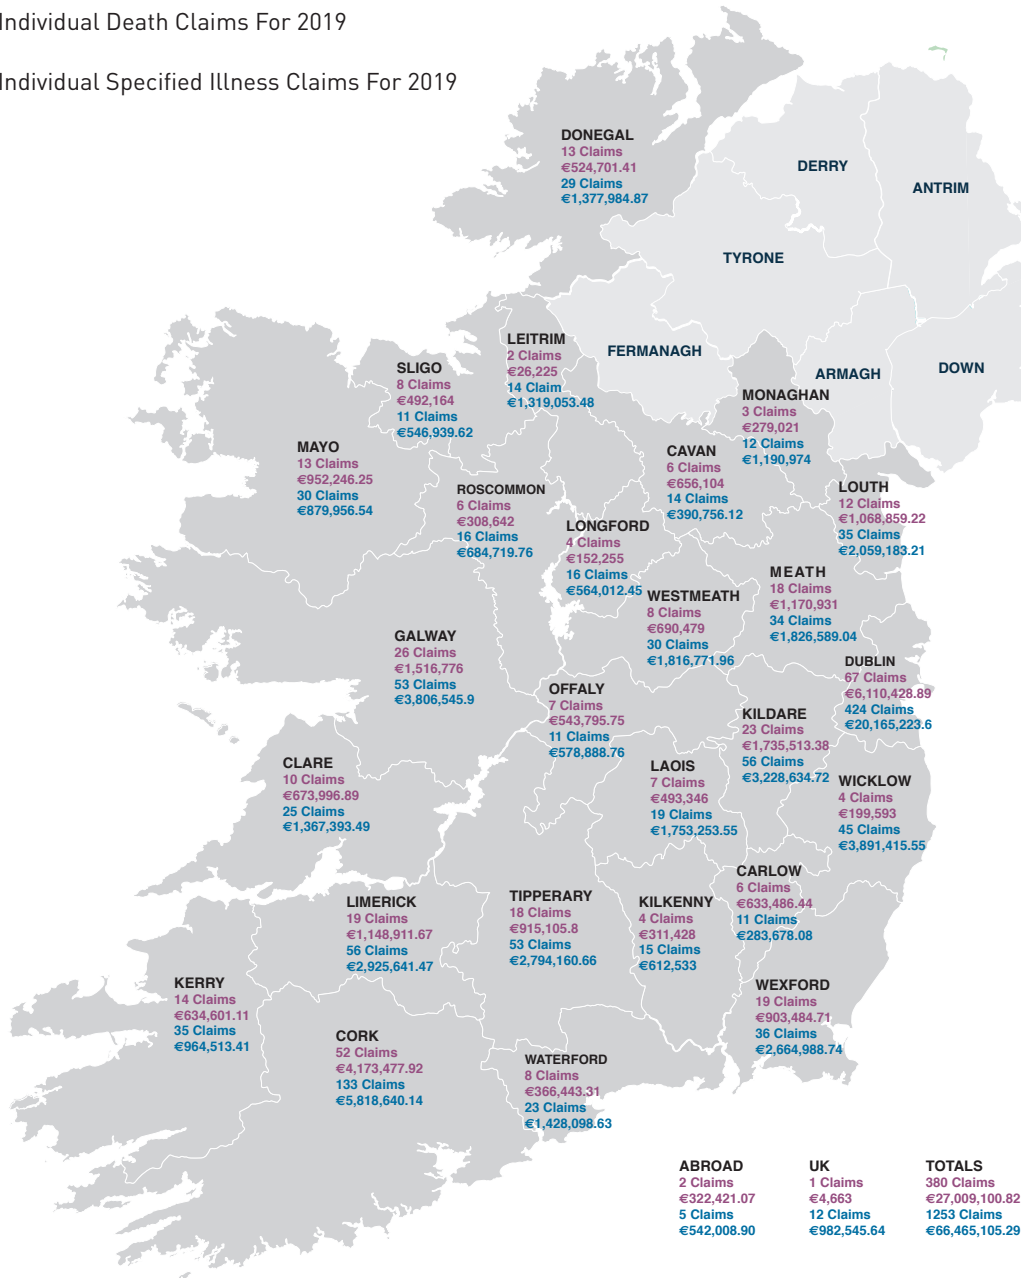 Individual Death Claims For 2019
Individual Specified Illness Claims For 2019
DONEGAL
13 Claims
€524,701.41
29 Claims
€1,377,984.87
DERRY
ANTRIM
TYRONE
FERMANAGH
ARMAGH
DOWN
LEITRIM
2 Claims
€26,225
14 Claim
€1,319,053.48
SLIGO
8 Claims
€492,164
11 Claims
€546,939.62
MONAGHAN
3 Claims
€279,021
12 Claims
€1,190,974
MAYO
13 Claims
€952,246.25
30 Claims
€879,956.54
CAVAN
6 Claims
€656,104
14 Claims
€390,756.12
ROSCOMMON
6 Claims
€308,642
16 Claims
€684,719.76
LOUTH
12 Claims
€1,068,859.22
35 Claims
€2,059,183.21
LONGFORD
4 Claims
€152,255
16 Claims
€564,012.45
MEATH
18 Claims
€1,170,931
34 Claims
€1,826,589.04
WESTMEATH
8 Claims
€690,479
30 Claims
€1,816,771.96
GALWAY
26 Claims
€1,516,776
53 Claims
€3,806,545.9
DUBLIN
67 Claims
€6,110,428.89
424 Claims
€20,165,223.6
OFFALY
7 Claims
€543,795.75
11 Claims
€578,888.76
KILDARE
23 Claims
€1,735,513.38
56 Claims
€3,228,634.72
CLARE
10 Claims
€673,996.89
25 Claims
€1,367,393.49
LAOIS
7 Claims
€493,346
19 Claims
€1,753,253.55
WICKLOW
4 Claims
€199,593
45 Claims
€3,891,415.55
CARLOW
6 Claims
€633,486.44
11 Claims
€283,678.08
LIMERICK
19 Claims
€1,148,911.67
56 Claims
€2,925,641.47
TIPPERARY
18 Claims
€915,105.8
53 Claims
€2,794,160.66
KILKENNY
4 Claims
€311,428
15 Claims
€612,533
KERRY
14 Claims
€634,601.11
35 Claims
€964,513.41
WEXFORD
19 Claims
€903,484.71
36 Claims
€2,664,988.74
CORK
52 Claims
€4,173,477.92
133 Claims
€5,818,640.14
WATERFORD
8 Claims
€366,443.31
23 Claims
€1,428,098.63
ABROAD
2 Claims
€322,421.07
5 Claims
€542,008.90
UK
1 Claims
€4,663
12 Claims
€982,545.64
TOTALS
380 Claims
€27,009,100.82
1253 Claims
€66,465,105.29